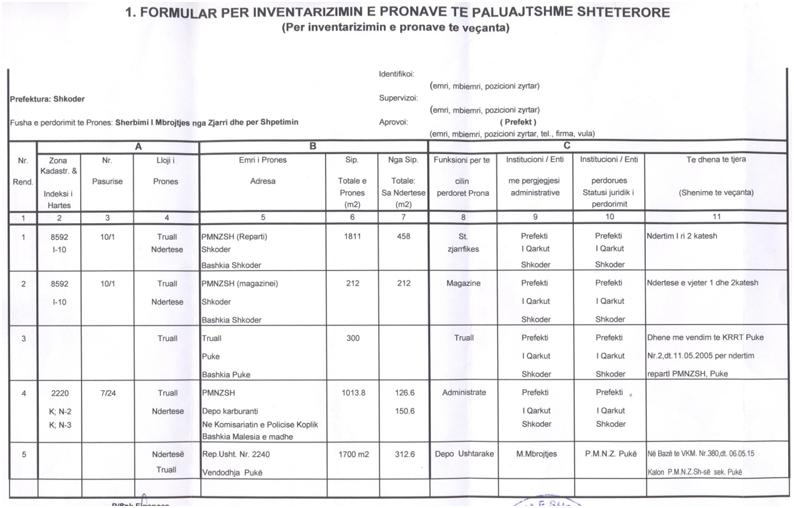 1. FORMULAR PER INVENTARIZIMIN E PRONAVE TE PALUAJTSHME SHTETERORE
(Per inventarizimin e pronave te veçanta)
Identifikoi:
(emri, mbiemri, pozicioni zyrtar)
Prefektura: Shkoder
Supervizoi:
(emri, mbiemri, pozicioni zyrtar)
Fusha e perdorimit te Prones: Sherbimi I Mbrojtjes nga Zjarri dhe per Shpetimin
Aprovoi: ( Prefekt )
(emri, mbiemri, pozicioni zyrtar, tel., firma, vula)
A B C
Nr. Zona Nr. Lloji i Emri i Prones Sip. Nga Sip. Funksioni per te Institucioni / Enti Institucioni / Enti Te dhena te tjera
Kadastr. &
Rend. Pasurise Prones Adresa Totale e Totale: cilin me pergjegjesi perdorues
Indeksi i Prones Sa Ndertese perdoret Prona administrative Statusi juridik i (Shenime te veçanta)
Hartes (m2) (m2) perdorimit
1 2 3 4 5 6 7 8 9 10 11
1 8592 10/1 Truall PMNZSH (Reparti) 1811 458 St. Prefekti Prefekti Ndertim I ri 2 katesh
I-10 Ndertese Shkoder zjarrfikes I Qarkut I Qarkut
Bashkia Shkoder Shkoder Shkoder
2 8592 10/1 Truall PMNZSH (magazinei) 212 212 Magazine Prefekti Prefekti Ndertese e vjeter 1 dhe 2katesh
I-10 Ndertese Shkoder I Qarkut I Qarkut
Bashkia Shkoder Shkoder Shkoder
3 Truall Truall 300 Truall Prefekti Prefekti Dhene me vendim te KRRT Puke
Puke I Qarkut I Qarkut Nr.2,dt.11.05.2005 per ndertim
Bashkia Puke Shkoder Shkoder repartI PMNZSH, Puke
4 2220 7/24 Truall PMNZSH 1013.8 126.6 Administrate Prefekti Prefekti
K; N-2 Ndertese Depo karburanti 150.6 I Qarkut I Qarkut
K; N-3 Ne Komisariatin e Policise Koplik Shkoder Shkoder
Bashkia Malesia e madhe
5 Ndertesë Rep.Usht. Nr. 2240 1700 m2 312.6 Depo Ushtarake M.Mbrojtjes P.M.N.Z. Pukë Në Bazë te VKM. Nr.380,dt. 06.05.15
Truall Vendodhja Pukë Kalon P.M.N.Z.Sh-së sek. Pukë